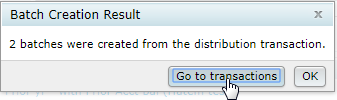 Batch Creation Result
2 batches were created from the distribution transaction.
Go to transactions
OK